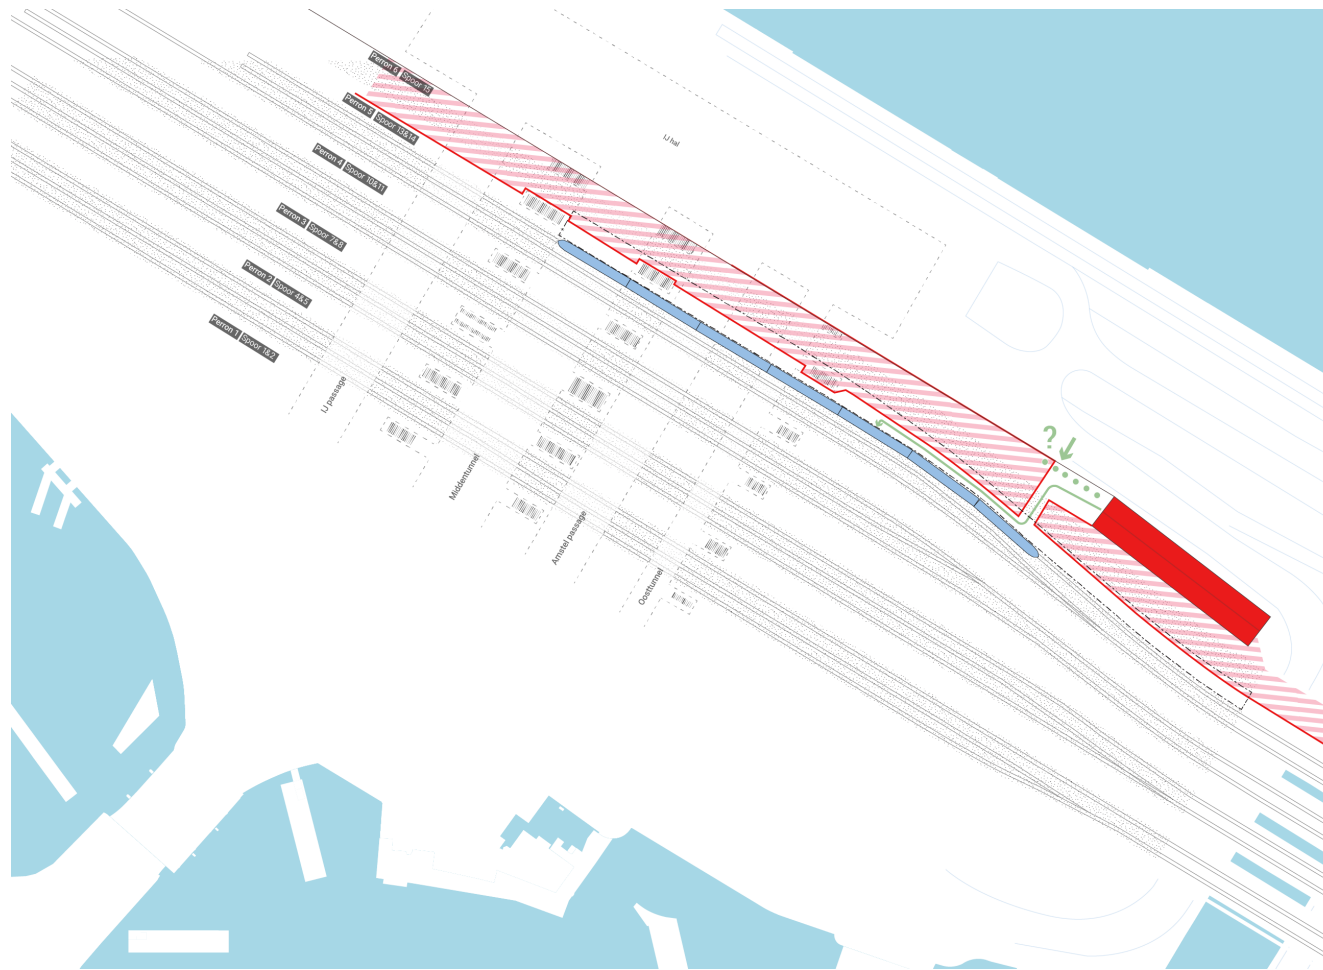 Perron 6 Spoor 15
Perron 5 Spoor 13&14
IJ hal
Perron 4 Spoor 10&11
Perron 3 Spoor 7&8
Perron 2 Spoor 4&5
Perron 1 Spoor 1&2
IJ passage
?
Middentunnel
Amstel passage
Oosttunnel